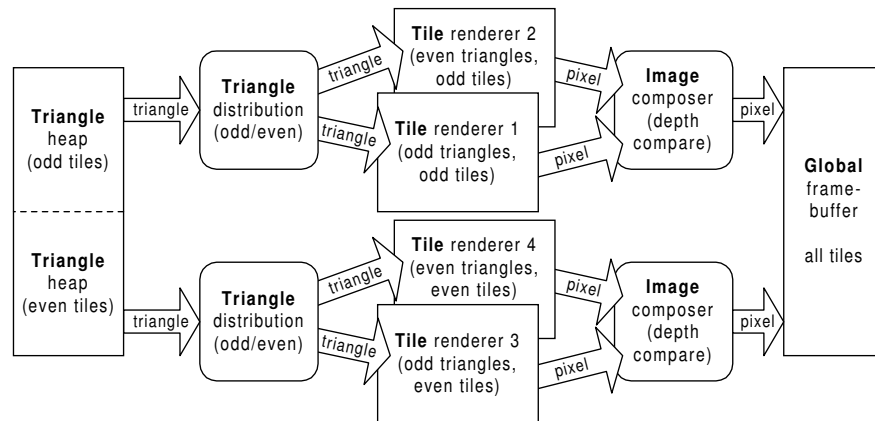 Triangle
heap
(odd tiles)
Triangle
heap
(even tiles)
triangle
Triangle
distribution
(odd/even)
triangle
triangle
Tile renderer 2
(even triangles,
odd tiles)
Tile renderer 1
(odd triangles,
odd tiles)
pixel
pixel
Image
composer
(depth
compare)
pixel
triangle
Triangle
distribution
(odd/even)
triangle
triangle
Tile renderer 4
(even triangles,
even tiles)
Tile renderer 3
(odd triangles,
even tiles)
pixel
pixel
Image
composer
(depth
compare)
pixel
Global
frame-
buffer
all tiles